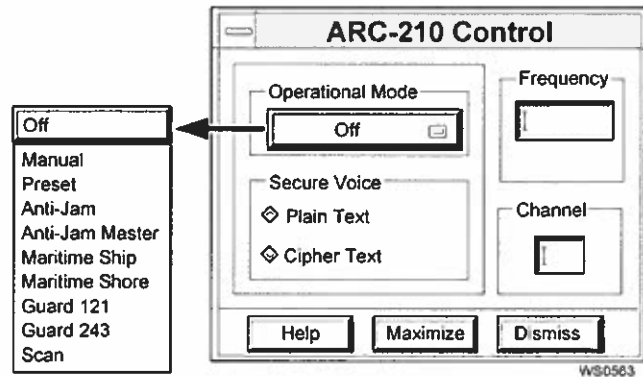 ARC-210 Control
Operational Mode
Off
Frequency
Off
Manual
Preset
Anti-Jam
Anti-Jam Master
Maritime Ship
Maritime Shore
Guard 121
Guard 243
Scan
Secure Voice
Plain Text
Cipher Text
Channel
Help
Maximize
Dismiss
WS0563